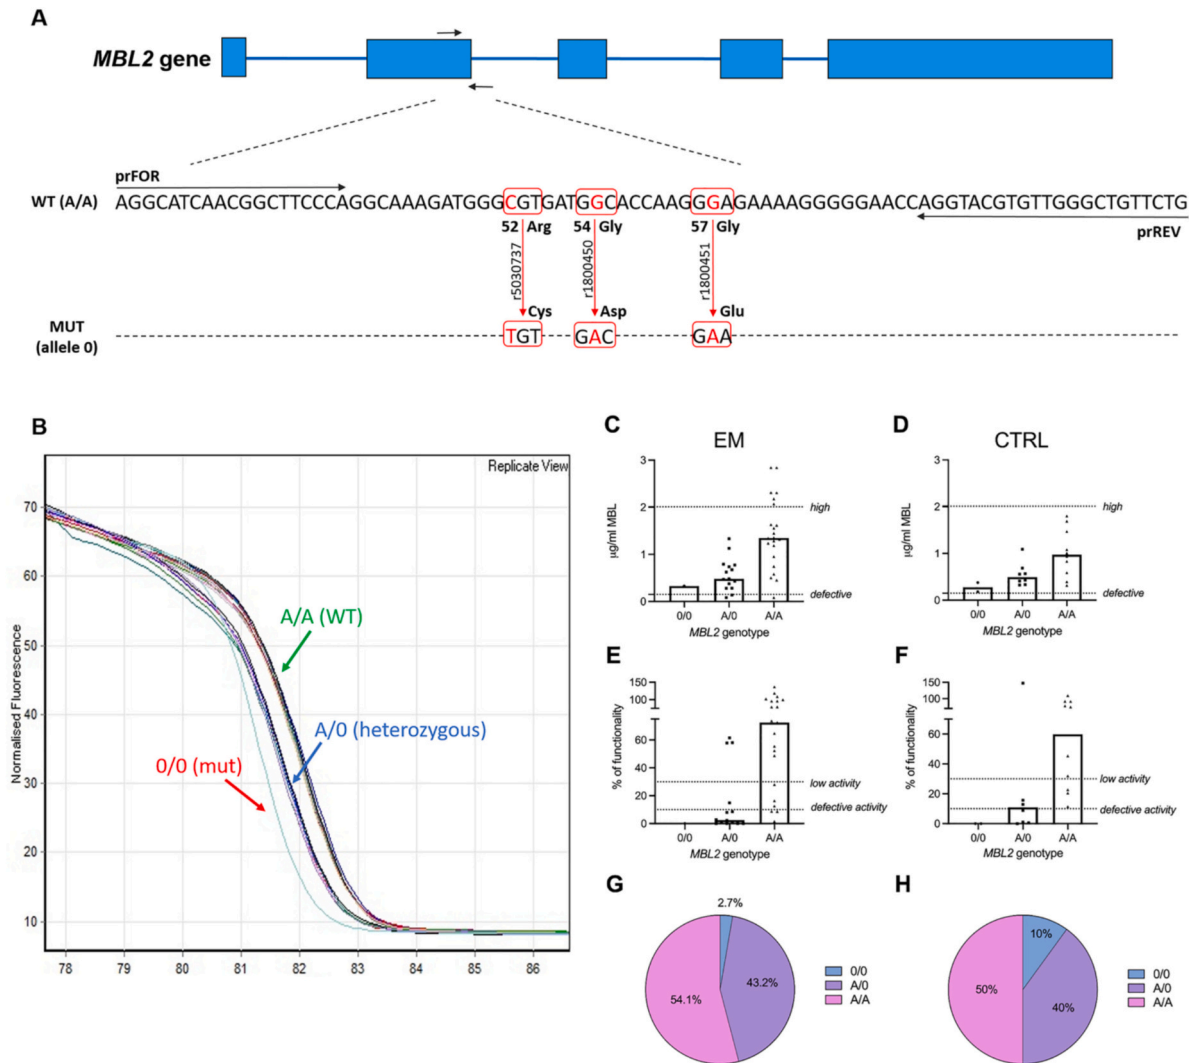 A
MBL2 gene
prFOR
WT (A/A)
AGGCATCAACGGCTTCCCAGGCAAAGATGGGCGTGATGGCACCAAGGGAGAAAAGGGGGAACCAGGTACGTGTTGGGCTGTTCTG
52 Arg
54 Gly
57 Gly
prREV
r5030737
r1800450
r1800451
Cys
Asp
Glu
MUT
(allele 0)
TGT
GAC
GAA
B
Replicate View
Normalised Fluorescence
70
60
50
40
30
20
10
78
79
80
81
82
83
84
85
86
A/A (WT)
A/0 (heterozygous)
0/0 (mut)
C
EM
µg/ml MBL
3
2
1
0
high
defective
0/0
A/0
A/A
MBL2 genotype
D
CTRL
µg/ml MBL
3
2
1
0
high
defective
0/0
A/0
A/A
MBL2 genotype
E
% of functionality
150
100
60
40
20
0
low activity
defective activity
0/0
A/0
A/A
MBL2 genotype
F
% of functionality
150
100
60
40
20
0
low activity
defective activity
0/0
A/0
A/A
MBL2 genotype
G
2.7%
43.2%
54.1%
0/0
A/0
A/A
H
10%
40%
50%
0/0
A/0
A/A